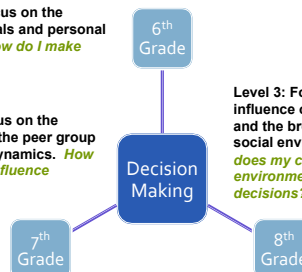 us on the
als and personal
ow do I make
6th
Grade
us on the
the peer group
ynamics. How
fluence
Decision
Making
Level 3: Fo
influence o
and the br
social envi
does my c
environme
decisions?
7th
Grade
8th
Grade